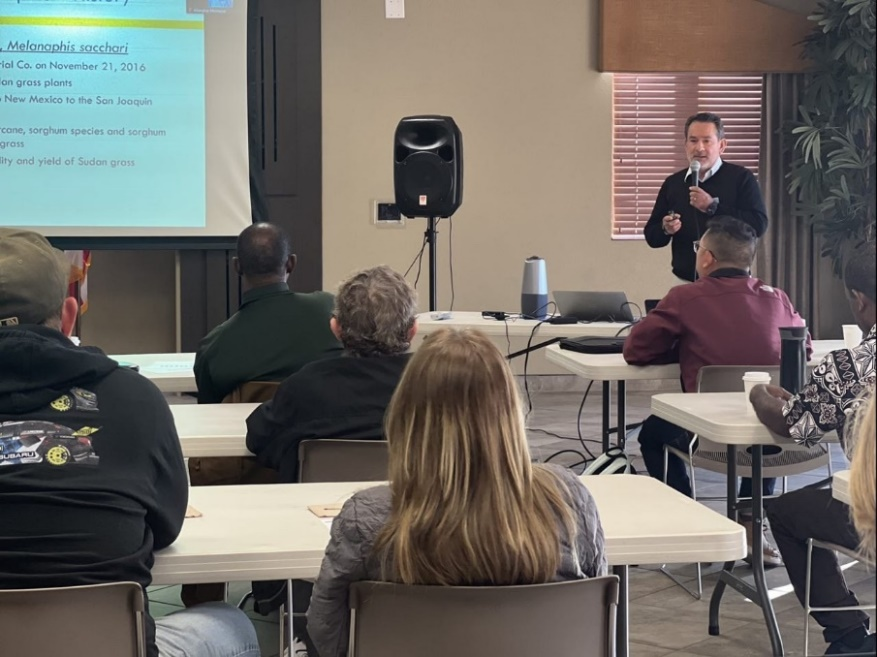 , Melanaphis sacchari
rial Co. on November 21, 2016
dan grass plants
New Mexico to the San Joaquin
rcane, sorghum species and sorghum
grass
lity and yield of Sudan grass
SUBARU